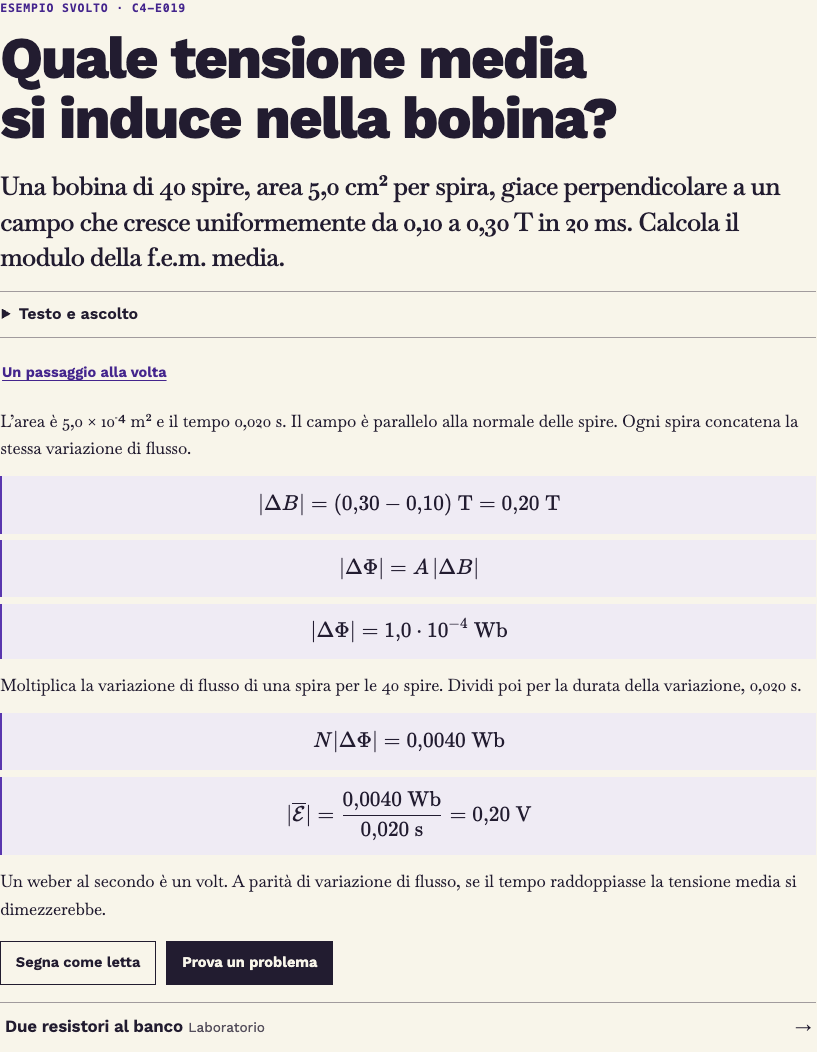 ESEMPIO SVOLTO · C4–E019
Quale tensione media
si induce nella bobina?
Una bobina di 40 spire, area 5,0 cm² per spira, giace perpendicolare a un
campo che cresce uniformemente da 0,10 a 0,30 T in 20 ms. Calcola il
modulo della f.e.m. media.
▶ Testo e ascolto
Un passaggio alla volta
L’area è 5,0 × 10⁻⁴ m² e il tempo 0,020 s. Il campo è parallelo alla normale delle spire. Ogni spira concatena la
stessa variazione di flusso.
|ΔB| = (0,30 − 0,10) T = 0,20 T
|ΔΦ| = A |ΔB|
|ΔΦ| = 1,0 · 10⁻⁴ Wb
Moltiplica la variazione di flusso di una spira per le 40 spire. Dividi poi per la durata della variazione, 0,020 s.
N|ΔΦ| = 0,0040 Wb
|ℰ̅| = 0,0040 Wb / 0,020 s = 0,20 V
Un weber al secondo è un volt. A parità di variazione di flusso, se il tempo raddoppiasse la tensione media si
dimezzerebbe.
Segna come letta
Prova un problema
Due resistori al banco Laboratorio →